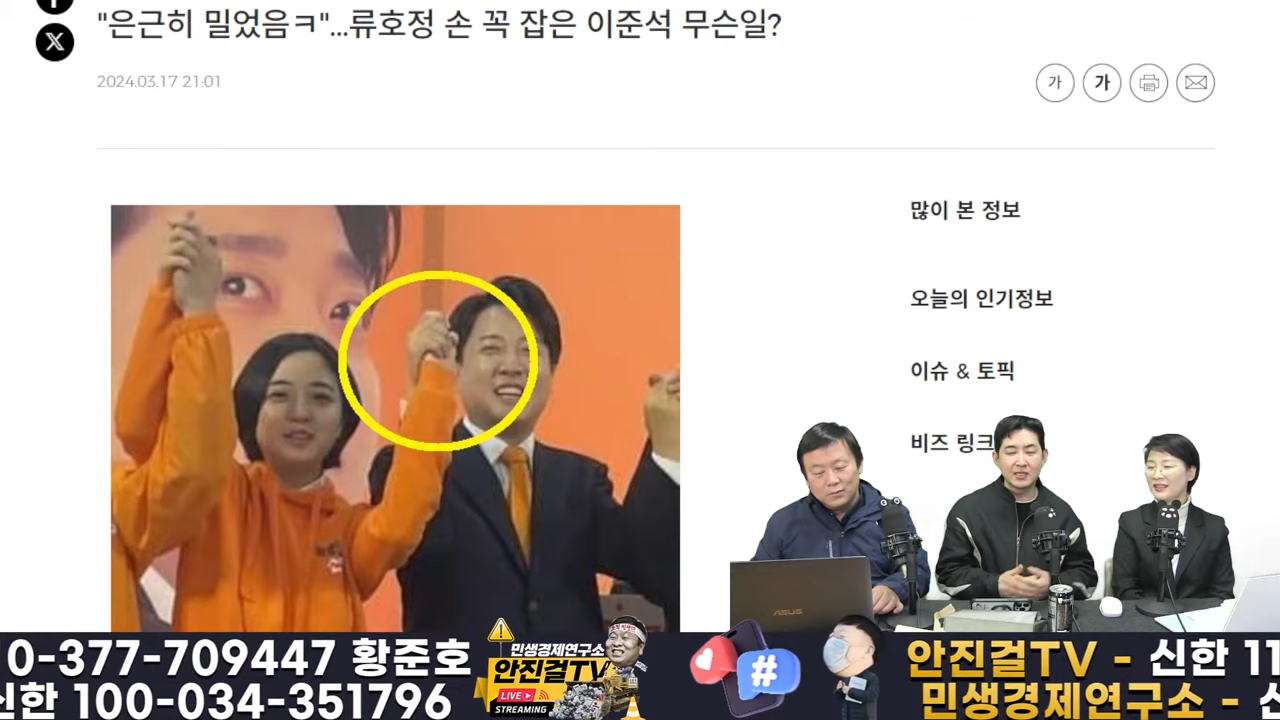 "은근히 밀었음ㅋ"...류호정 손 꼭 잡은 이준석 무슨일?
2024.03.17 21:01
가 가
많이 본 정보
오늘의 인기정보
이슈 & 토픽
비즈 링크
ASUS
0-377-709447 황준호
신한 100-034-351796
민생경제연구소
안진걸TV
LIVE
STREAMING
#
안진걸TV - 신한 11
민생경제연구소 - 신